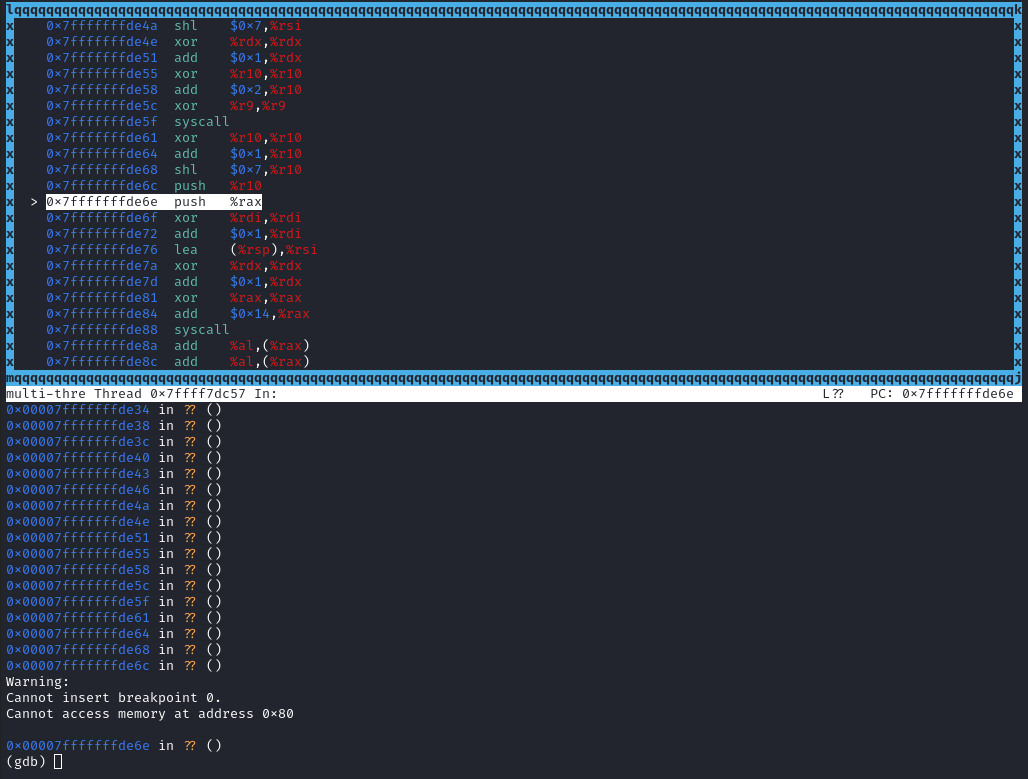 lqqqqqqqqqqqqqqqqqqqqqqqqqqqqqqqqqqqqqqqqqqqqqqqqqqqqqqqqqqqqqqqqqqqqqqqqqqqqqqqqqqqqqqqqqqqqqqqqqqqqqqqqqqqqqqqqqqqqqqqqqqqqqk
x    0x7fffffffde4a  shl    $0x7,%rsi x
x    0x7fffffffde4e  xor    %rdx,%rdx x
x    0x7fffffffde51  add    $0x1,%rdx x
x    0x7fffffffde55  xor    %r10,%r10 x
x    0x7fffffffde58  add    $0x2,%r10 x
x    0x7fffffffde5c  xor    %r9,%r9 x
x    0x7fffffffde5f  syscall x
x    0x7fffffffde61  xor    %r10,%r10 x
x    0x7fffffffde64  add    $0x1,%r10 x
x    0x7fffffffde68  shl    $0x7,%r10 x
x    0x7fffffffde6c  push   %r10 x
x  > 0x7fffffffde6e  push   %rax x
x    0x7fffffffde6f  xor    %rdi,%rdi x
x    0x7fffffffde72  add    $0x1,%rdi x
x    0x7fffffffde76  lea    (%rsp),%rsi x
x    0x7fffffffde7a  xor    %rdx,%rdx x
x    0x7fffffffde7d  add    $0x1,%rdx x
x    0x7fffffffde81  xor    %rax,%rax x
x    0x7fffffffde84  add    $0x14,%rax x
x    0x7fffffffde88  syscall x
x    0x7fffffffde8a  add    %al,(%rax) x
x    0x7fffffffde8c  add    %al,(%rax) x
mqqqqqqqqqqqqqqqqqqqqqqqqqqqqqqqqqqqqqqqqqqqqqqqqqqqqqqqqqqqqqqqqqqqqqqqqqqqqqqqqqqqqqqqqqqqqqqqqqqqqqqqqqqqqqqqqqqqqqqqqqqqqqj
multi-thre Thread 0x7ffff7dc57 In: L?? PC: 0x7fffffffde6e
0x00007fffffffde34 in ?? ()
0x00007fffffffde38 in ?? ()
0x00007fffffffde3c in ?? ()
0x00007fffffffde40 in ?? ()
0x00007fffffffde43 in ?? ()
0x00007fffffffde46 in ?? ()
0x00007fffffffde4a in ?? ()
0x00007fffffffde4e in ?? ()
0x00007fffffffde51 in ?? ()
0x00007fffffffde55 in ?? ()
0x00007fffffffde58 in ?? ()
0x00007fffffffde5c in ?? ()
0x00007fffffffde5f in ?? ()
0x00007fffffffde61 in ?? ()
0x00007fffffffde64 in ?? ()
0x00007fffffffde68 in ?? ()
0x00007fffffffde6c in ?? ()
Warning:
Cannot insert breakpoint 0.
Cannot access memory at address 0x80
0x00007fffffffde6e in ?? ()
(gdb)